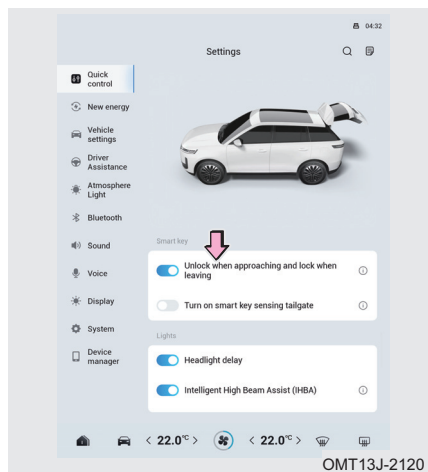 04:32
Settings
Quick
control
New energy
Vehicle
settings
Driver
Assistance
Atmosphere
Light
Bluetooth
Sound
Voice
Display
System
Device
manager
Smart key
Unlock when approaching and lock when
leaving
Turn on smart key sensing tailgate
Lights
Headlight delay
Intelligent High Beam Assist (IHBA)
< 22.0°C >
< 22.0°C >
OMT13J-2120